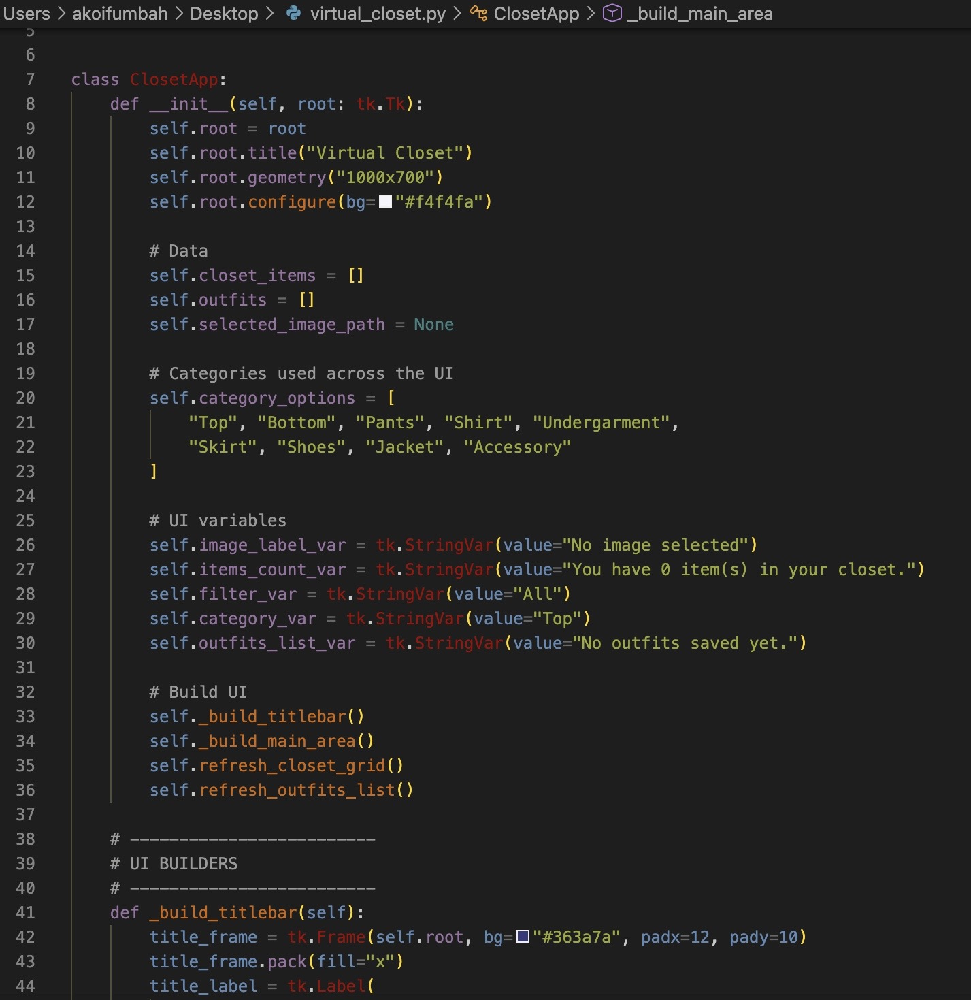 Users > akoifumbah > Desktop > virtual_closet.py > ClosetApp > _build_main_area
5
6
7 class ClosetApp:
8     def __init__(self, root: tk.Tk):
9         self.root = root
10         self.root.title("Virtual Closet")
11         self.root.geometry("1000x700")
12         self.root.configure(bg="#f4f4fa")
13
14         # Data
15         self.closet_items = []
16         self.outfits = []
17         self.selected_image_path = None
18
19         # Categories used across the UI
20         self.category_options = [
21             "Top", "Bottom", "Pants", "Shirt", "Undergarment",
22             "Skirt", "Shoes", "Jacket", "Accessory"
23         ]
24
25         # UI variables
26         self.image_label_var = tk.StringVar(value="No image selected")
27         self.items_count_var = tk.StringVar(value="You have 0 item(s) in your closet.")
28         self.filter_var = tk.StringVar(value="All")
29         self.category_var = tk.StringVar(value="Top")
30         self.outfits_list_var = tk.StringVar(value="No outfits saved yet.")
31
32         # Build UI
33         self._build_titlebar()
34         self._build_main_area()
35         self.refresh_closet_grid()
36         self.refresh_outfits_list()
37
38     # -------------------------
39     # UI BUILDERS
40     # -------------------------
41     def _build_titlebar(self):
42         title_frame = tk.Frame(self.root, bg="#363a7a", padx=12, pady=10)
43         title_frame.pack(fill="x")
44         title_label = tk.Label(